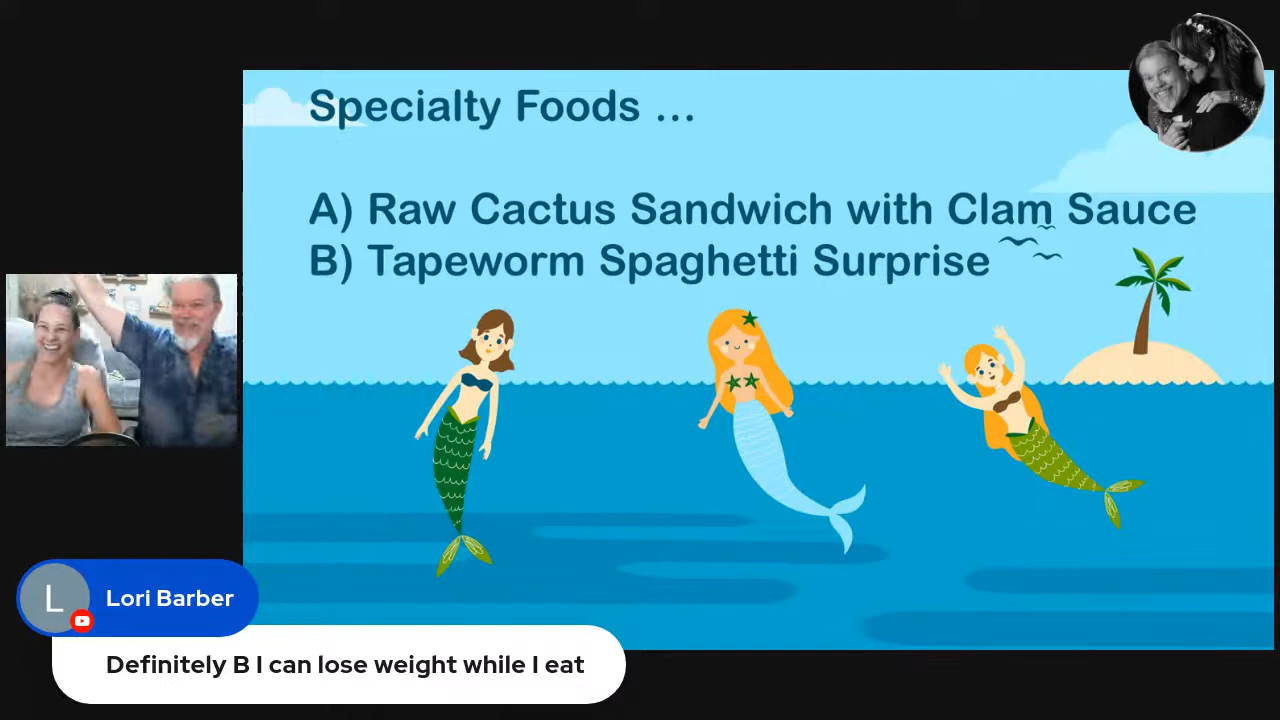 Specialty Foods ...
A) Raw Cactus Sandwich with Clam Sauce
B) Tapeworm Spaghetti Surprise
L
Lori Barber
Definitely B I can lose weight while I eat